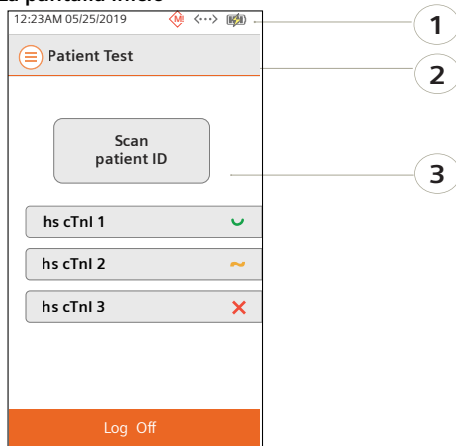 La pantalla Inicio
12:23AM 05/25/2019 M! <···>
1
Patient Test
2
Scan
patient ID
3
hs cTnI 1
hs cTnI 2
hs cTnI 3
Log Off